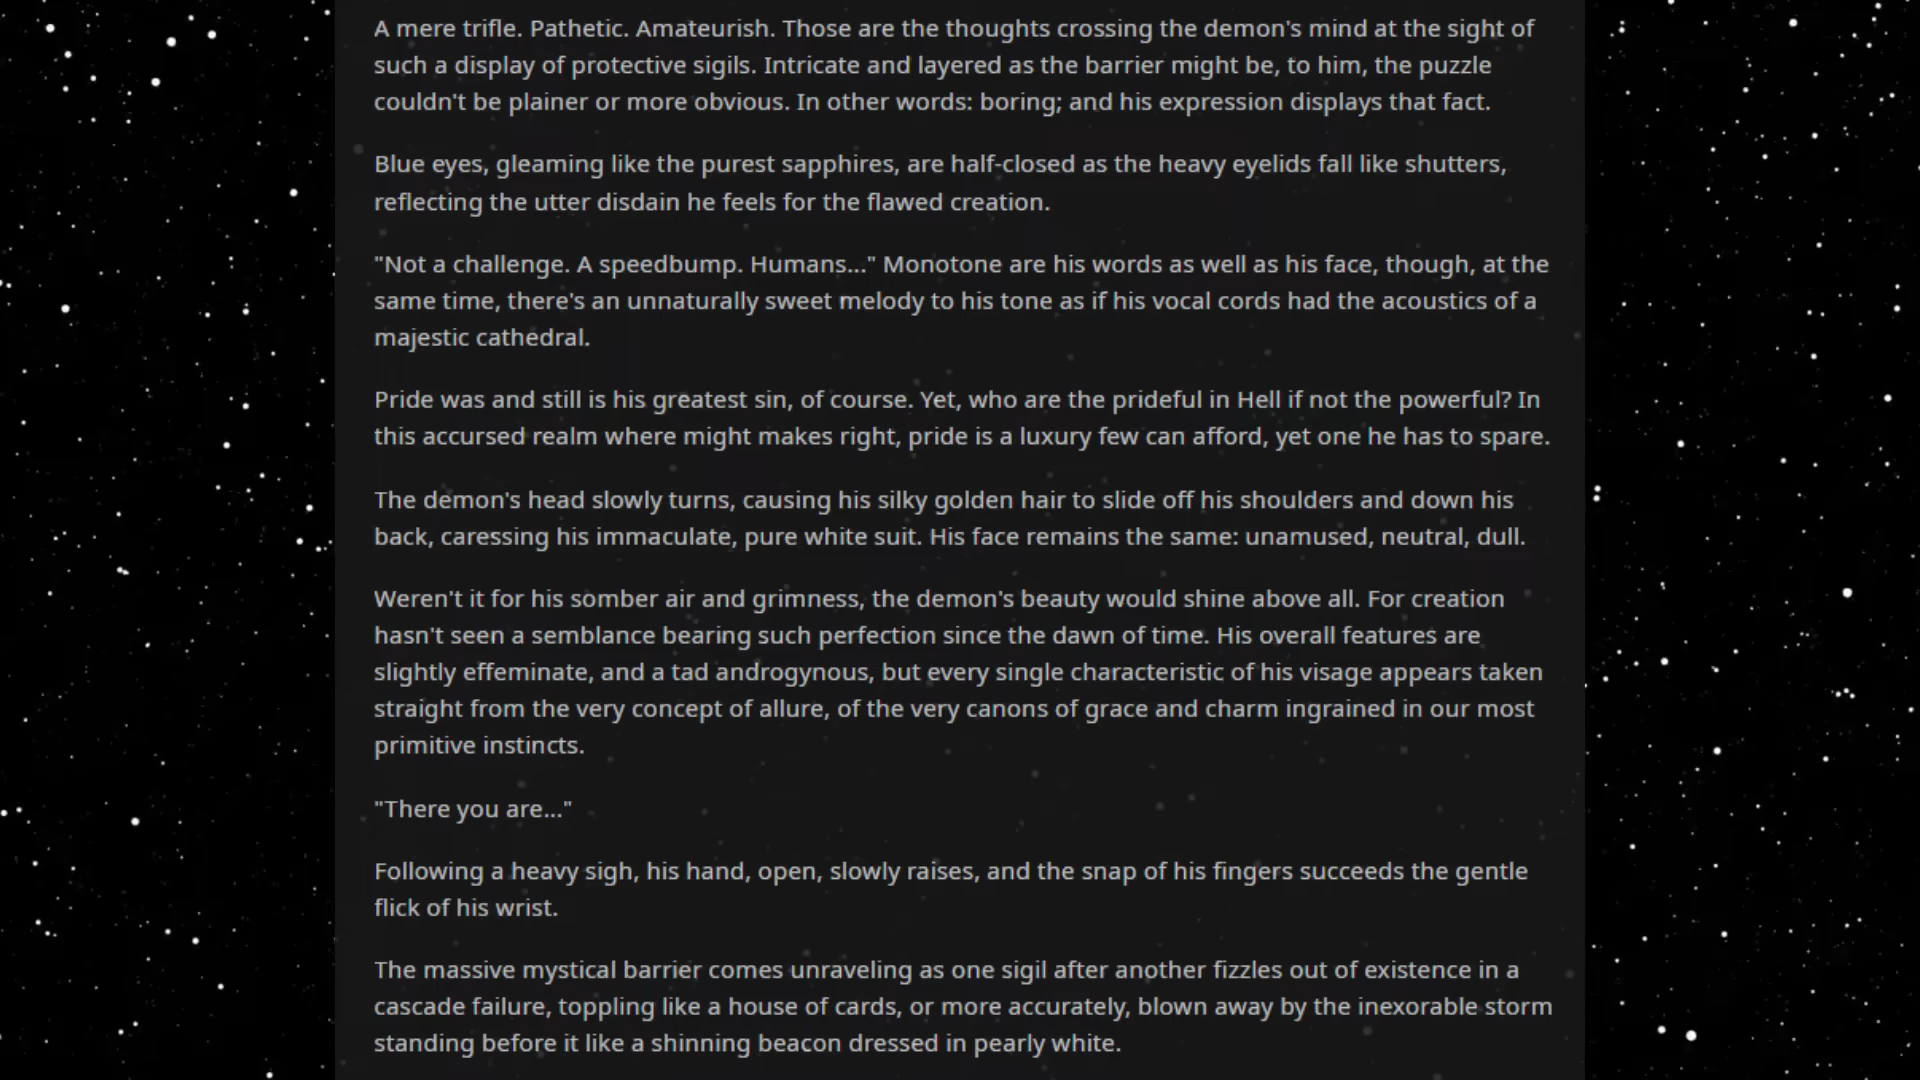 A mere trifle. Pathetic. Amateurish. Those are the thoughts crossing the demon's mind at the sight of
such a display of protective sigils. Intricate and layered as the barrier might be, to him, the puzzle
couldn't be plainer or more obvious. In other words: boring; and his expression displays that fact.
Blue eyes, gleaming like the purest sapphires, are half-closed as the heavy eyelids fall like shutters,
reflecting the utter disdain he feels for the flawed creation.
"Not a challenge. A speedbump. Humans..." Monotone are his words as well as his face, though, at the
same time, there's an unnaturally sweet melody to his tone as if his vocal cords had the acoustics of a
majestic cathedral.
Pride was and still is his greatest sin, of course. Yet, who are the prideful in Hell if not the powerful? In
this accursed realm where might makes right, pride is a luxury few can afford, yet one he has to spare.
The demon's head slowly turns, causing his silky golden hair to slide off his shoulders and down his
back, caressing his immaculate, pure white suit. His face remains the same: unamused, neutral, dull.
Weren't it for his somber air and grimness, the demon's beauty would shine above all. For creation
hasn't seen a semblance bearing such perfection since the dawn of time. His overall features are
slightly effeminate, and a tad androgynous, but every single characteristic of his visage appears taken
straight from the very concept of allure, of the very canons of grace and charm ingrained in our most
primitive instincts.
"There you are..."
Following a heavy sigh, his hand, open, slowly raises, and the snap of his fingers succeeds the gentle
flick of his wrist.
The massive mystical barrier comes unraveling as one sigil after another fizzles out of existence in a
cascade failure, toppling like a house of cards, or more accurately, blown away by the inexorable storm
standing before it like a shinning beacon dressed in pearly white.